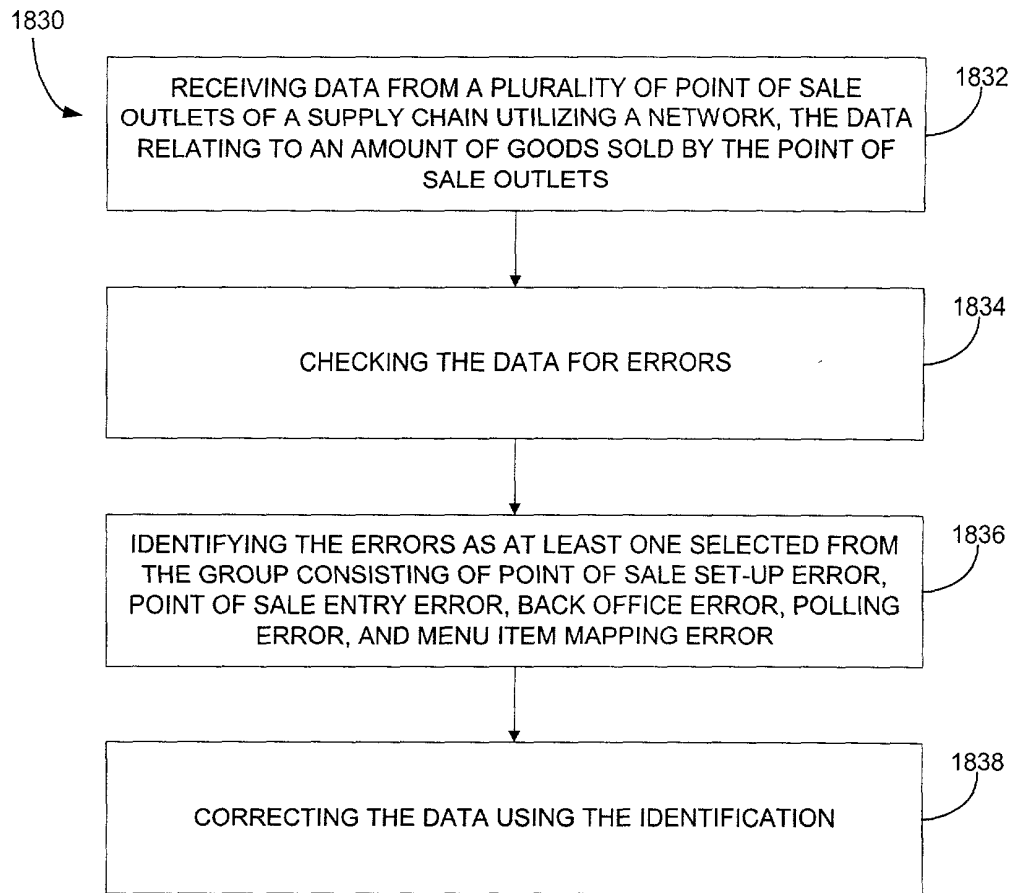 1830
RECEIVING DATA FROM A PLURALITY OF POINT OF SALE
OUTLETS OF A SUPPLY CHAIN UTILIZING A NETWORK, THE DATA
RELATING TO AN AMOUNT OF GOODS SOLD BY THE POINT OF
SALE OUTLETS
1832
CHECKING THE DATA FOR ERRORS
1834
IDENTIFYING THE ERRORS AS AT LEAST ONE SELECTED FROM
THE GROUP CONSISTING OF POINT OF SALE SET-UP ERROR,
POINT OF SALE ENTRY ERROR, BACK OFFICE ERROR, POLLING
ERROR, AND MENU ITEM MAPPING ERROR
1836
CORRECTING THE DATA USING THE IDENTIFICATION
1838